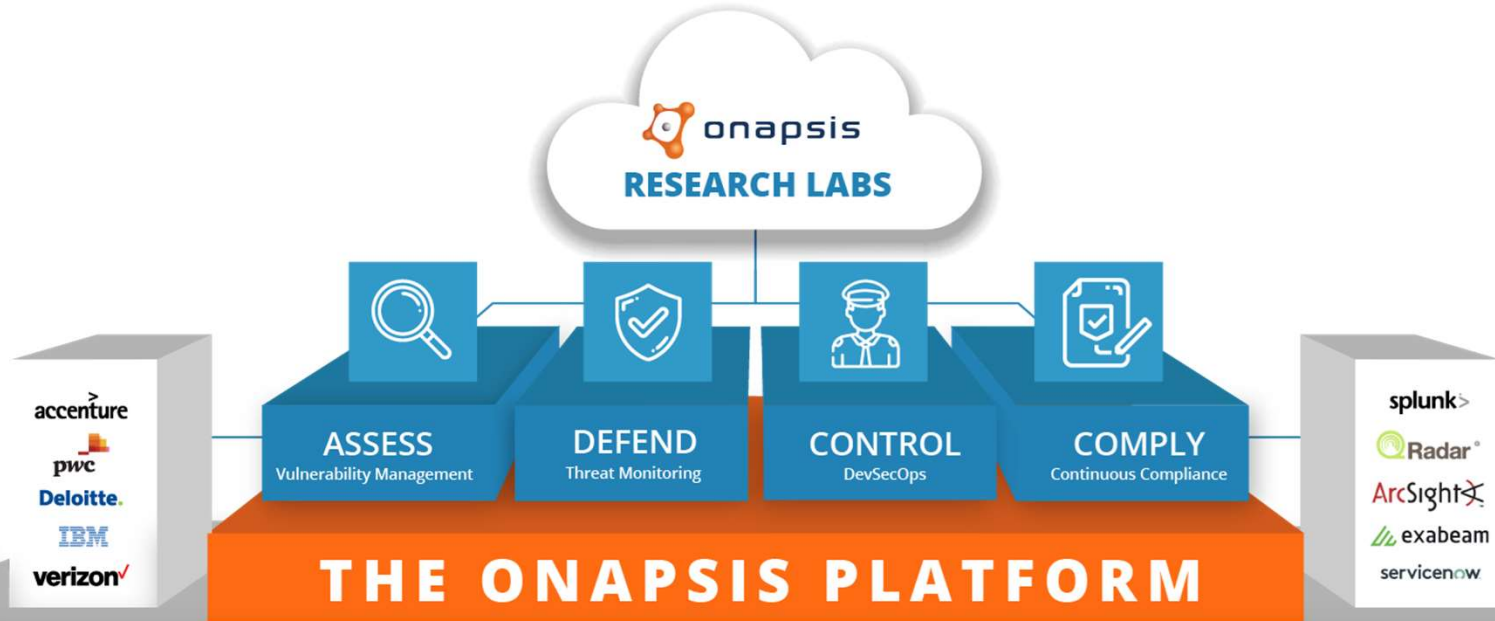 onapsis
RESEARCH LABS
ASSESS
Vulnerability Management
DEFEND
Threat Monitoring
CONTROL
DevSecOps
COMPLY
Continuous Compliance
THE ONAPSIS PLATFORM
accenture
pwc
Deloitte.
IBM
verizon
splunk>
QRadar
ArcSight
exabeam
servicenow